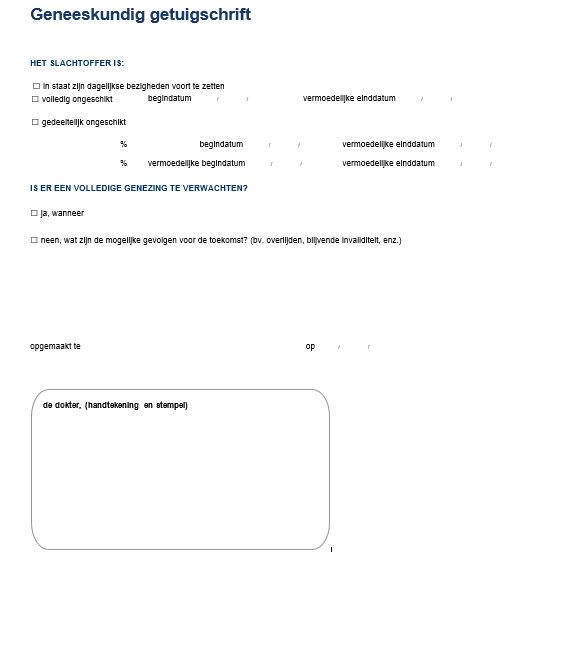 Geneeskundig getuigschrift
HET SLACHTOFFER IS:
☐ in staat zijn dagelijkse bezigheden voort te zetten
☐ volledig ongeschikt begindatum / / vermoedelijke einddatum / /
☐ gedeeltelijk ongeschikt
% begindatum / / vermoedelijke einddatum / /
% vermoedelijke begindatum / / vermoedelijke einddatum / /
IS ER EEN VOLLEDIGE GENEZING TE VERWACHTEN?
☐ ja, wanneer
☐ neen, wat zijn de mogelijke gevolgen voor de toekomst? (bv. overlijden, blijvende invaliditeit, enz.)
opgemaakt te op / /
de dokter, (handtekening en stempel)